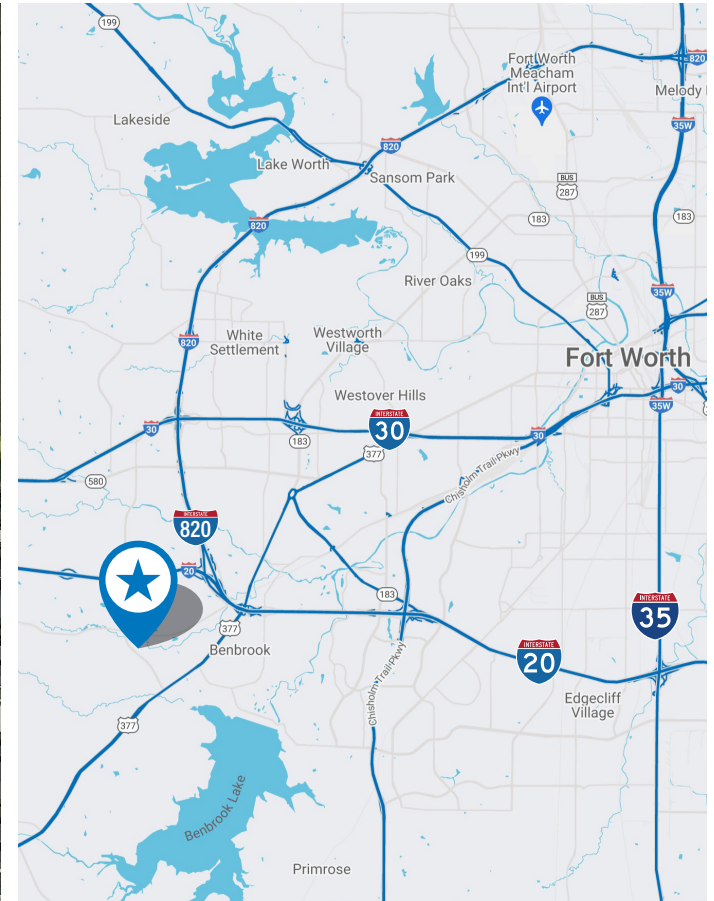 199
Fort Worth
Meacham
Int'l Airport
820
Melody
Lakeside
35W
820
Lake Worth
Sansom Park
BUS
287
183
183
820
199
River Oaks
35W
BUS
287
White
Settlement
Westworth
Village
820
Fort Worth
30
Westover Hills
35W
INTERSTATE
30
30
183
30
377
580
Chisholm Trail Pkwy
INTERSTATE
820
20
183
INTERSTATE
35
377
Benbrook
INTERSTATE
20
Chisholm Trail Pkwy
Edgecliff
Village
377
Benbrook Lake
Primrose